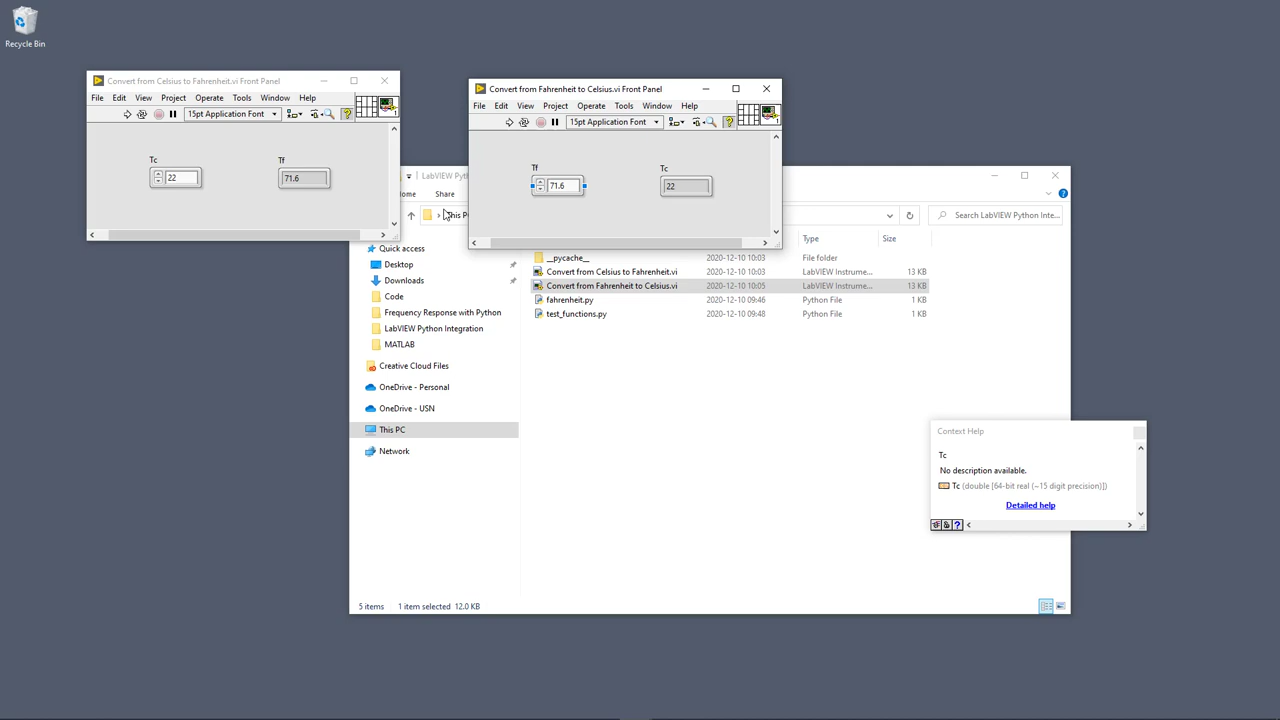 Recycle Bin
Convert from Celsius to Fahrenheit.vi Front Panel
File Edit View Project Operate Tools Window Help
15pt Application Font
Tc
22
Tf
71.6
Convert from Fahrenheit to Celsius.vi Front Panel
File Edit View Project Operate Tools Window Help
15pt Application Font
Tf
71.6
Tc
22
LabVIEW Pyth
ome Share
This P
Search LabVIEW Python Inte...
Type Size
Quick access
Desktop
Downloads
Code
Frequency Response with Python
LabVIEW Python Integration
MATLAB
Creative Cloud Files
OneDrive - Personal
OneDrive - USN
This PC
Network
__pycache__ 2020-12-10 10:03 File folder
Convert from Celsius to Fahrenheit.vi 2020-12-10 10:03 LabVIEW Instrume... 13 KB
Convert from Fahrenheit to Celsius.vi 2020-12-10 10:05 LabVIEW Instrume... 13 KB
fahrenheit.py 2020-12-10 09:46 Python File 1 KB
test_functions.py 2020-12-10 09:48 Python File 1 KB
5 items 1 item selected 12.0 KB
Context Help
Tc
No description available.
Tc (double [64-bit real (~15 digit precision)])
Detailed help